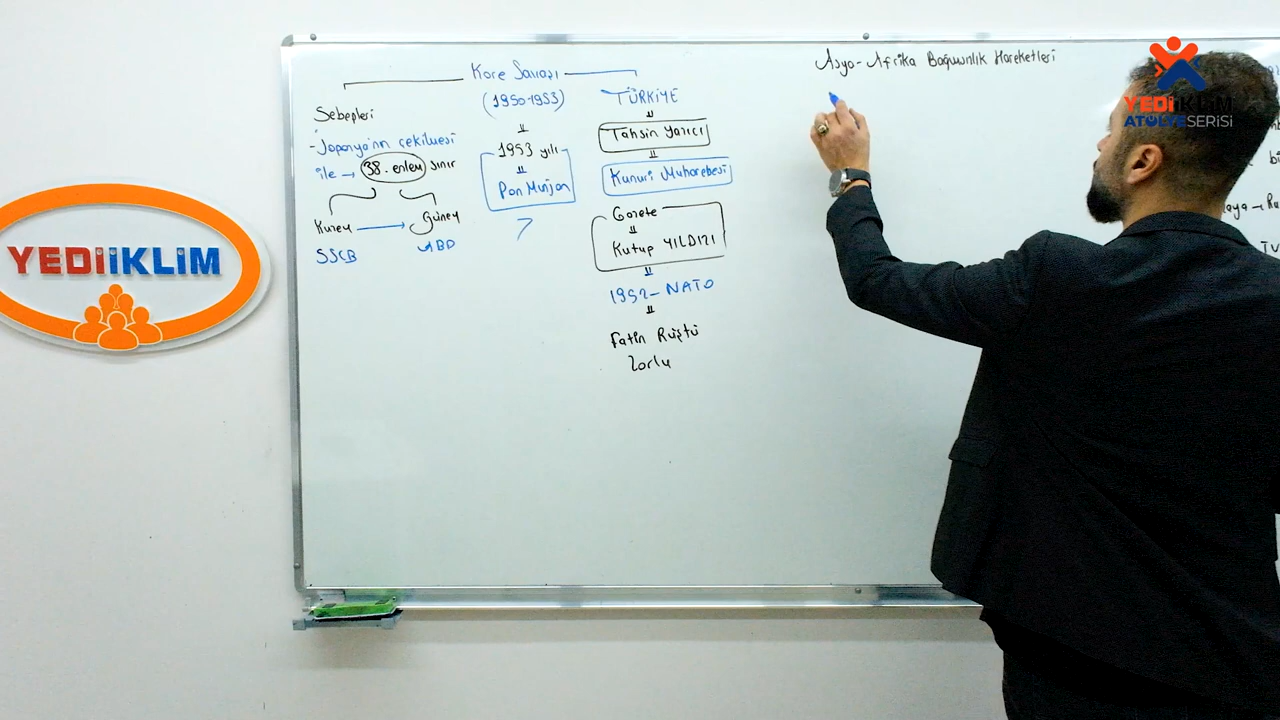 Kore Savaşı
(1950-1953)
Sebepleri
-Japonya'nın çekilmesi
ile → 38. enlem sınır
Kuzey → Güney
SSCB
ABD
1953 yılı
Pan Munjon
TÜRKİYE
Tahsin Yazıcı
Kunuri Muharebesi
Gazete
Kutup YILDIZI
1952- NATO
Fatin Rüştü
Zorlu
Asya-Afrika Bağımsızlık Hareketleri
YEDİİKLİM
YEDİİKLİM
ATÖLYE SERİSİ